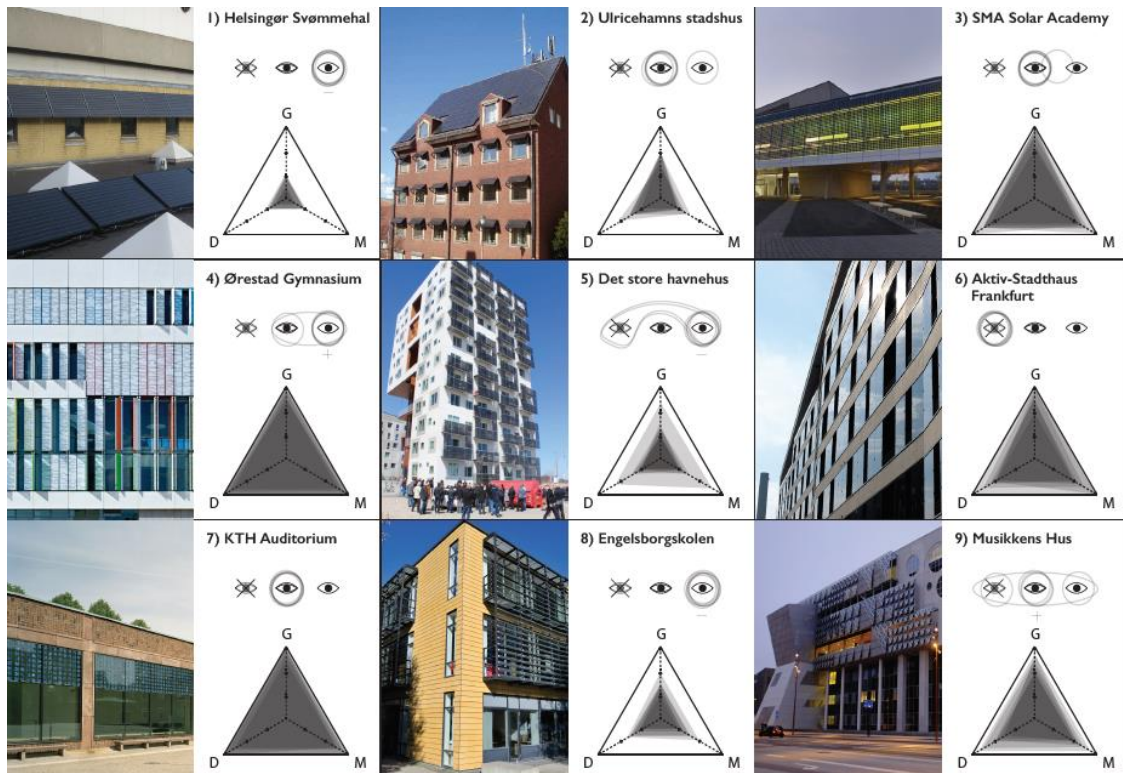 1) Helsingør Svømmehal
–
G
D M
2) Ulricehamns stadshus
G
D M
3) SMA Solar Academy
G
D M
4) Ørestad Gymnasium
+
G
D M
5) Det store havnehus
–
G
D M
6) Aktiv-Stadthaus
Frankfurt
G
D M
7) KTH Auditorium
G
D M
8) Engelsborgskolen
–
G
D M
9) Musikkens Hus
+
G
D M